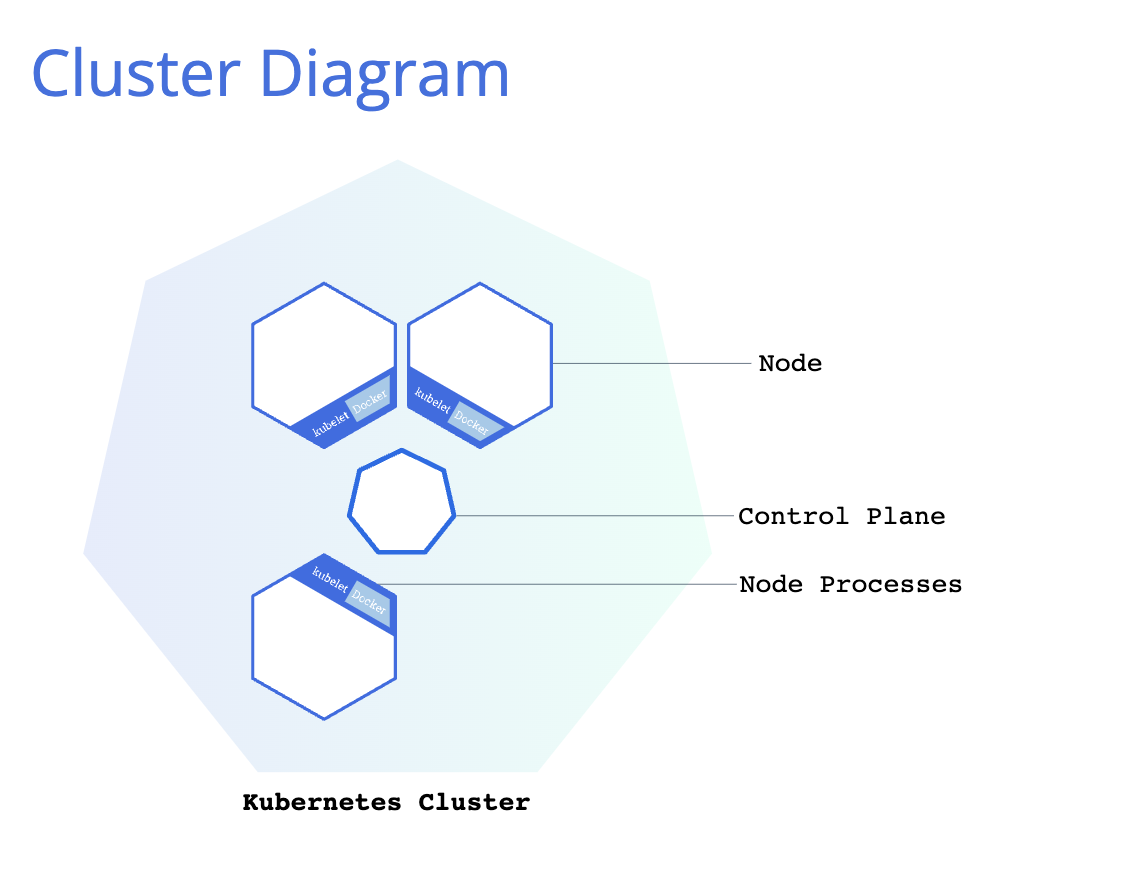 Cluster Diagram
kubelet
Docker
kubelet
Docker
Node
Control Plane
kubelet
Docker
Node Processes
Kubernetes Cluster